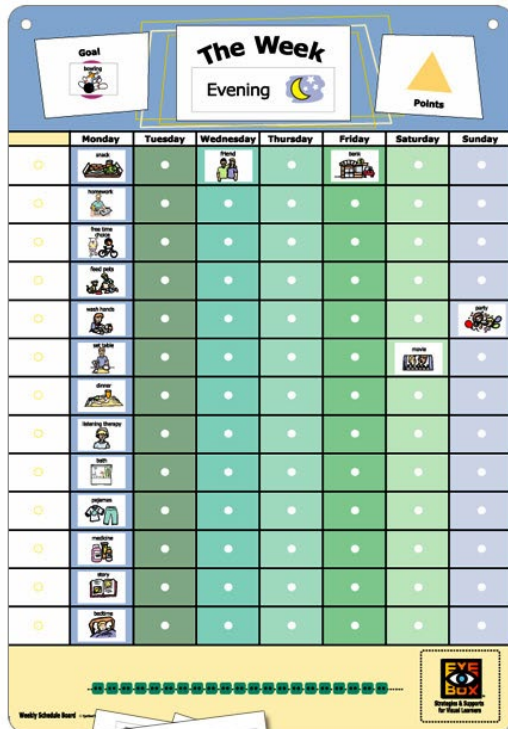 Goal
bowling
The Week
Evening
Points
Monday Tuesday Wednesday Thursday Friday Saturday Sunday
snack friend
homework
free time
choice
feed pets
wash hands party
set table movie
dinner
listening therapy
bath
pajamas
medicine
story
bedtime
EYE
BOX
Strategies & Supports
for Visual Learners
Weekly Schedule Board